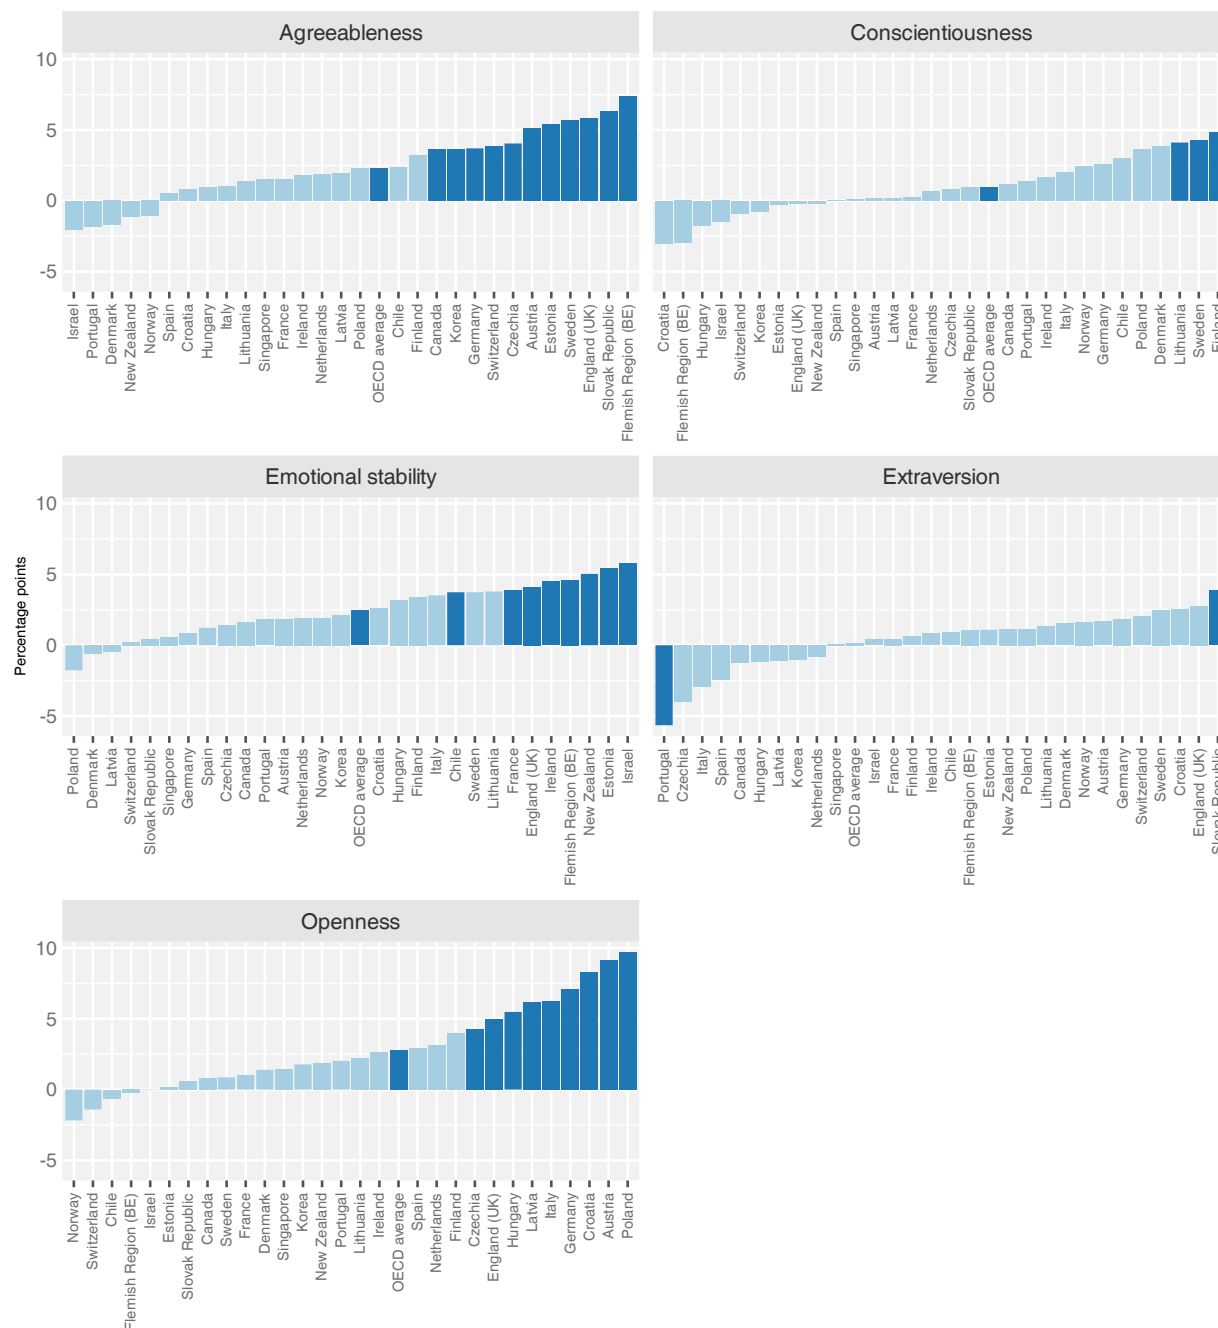 Agreeableness
10
5
0
-5
Israel
Portugal
Denmark
New Zealand
Norway
Spain
Croatia
Hungary
Italy
Lithuania
Singapore
France
Ireland
Netherlands
Latvia
Poland
OECD average
Chile
Finland
Canada
Korea
Germany
Switzerland
Czechia
Austria
Estonia
Sweden
England (UK)
Slovak Republic
Flemish Region (BE)
Conscientiousness
Croatia
Flemish Region (BE)
Hungary
Israel
Switzerland
Korea
Estonia
England (UK)
New Zealand
Spain
Singapore
Austria
Latvia
France
Netherlands
Czechia
Slovak Republic
OECD average
Canada
Portugal
Ireland
Italy
Norway
Germany
Chile
Poland
Denmark
Lithuania
Sweden
Finland
Percentage points
Emotional stability
10
5
0
-5
Poland
Denmark
Latvia
Switzerland
Slovak Republic
Singapore
Germany
Spain
Czechia
Canada
Portugal
Austria
Netherlands
Norway
Korea
OECD average
Croatia
Hungary
Finland
Italy
Chile
Sweden
Lithuania
France
England (UK)
Ireland
Flemish Region (BE)
New Zealand
Estonia
Israel
Extraversion
Portugal
Czechia
Italy
Spain
Canada
Hungary
Latvia
Korea
Netherlands
Singapore
OECD average
Israel
France
Finland
Ireland
Chile
Flemish Region (BE)
Estonia
New Zealand
Poland
Lithuania
Denmark
Norway
Austria
Germany
Switzerland
Sweden
Croatia
England (UK)
Slovak Republic
Openness
10
5
0
-5
Norway
Switzerland
Chile
Flemish Region (BE)
Israel
Estonia
Slovak Republic
Canada
Sweden
France
Denmark
Singapore
Korea
New Zealand
Portugal
Lithuania
Ireland
OECD average
Spain
Netherlands
Finland
Czechia
England (UK)
Hungary
Latvia
Italy
Germany
Croatia
Austria
Poland